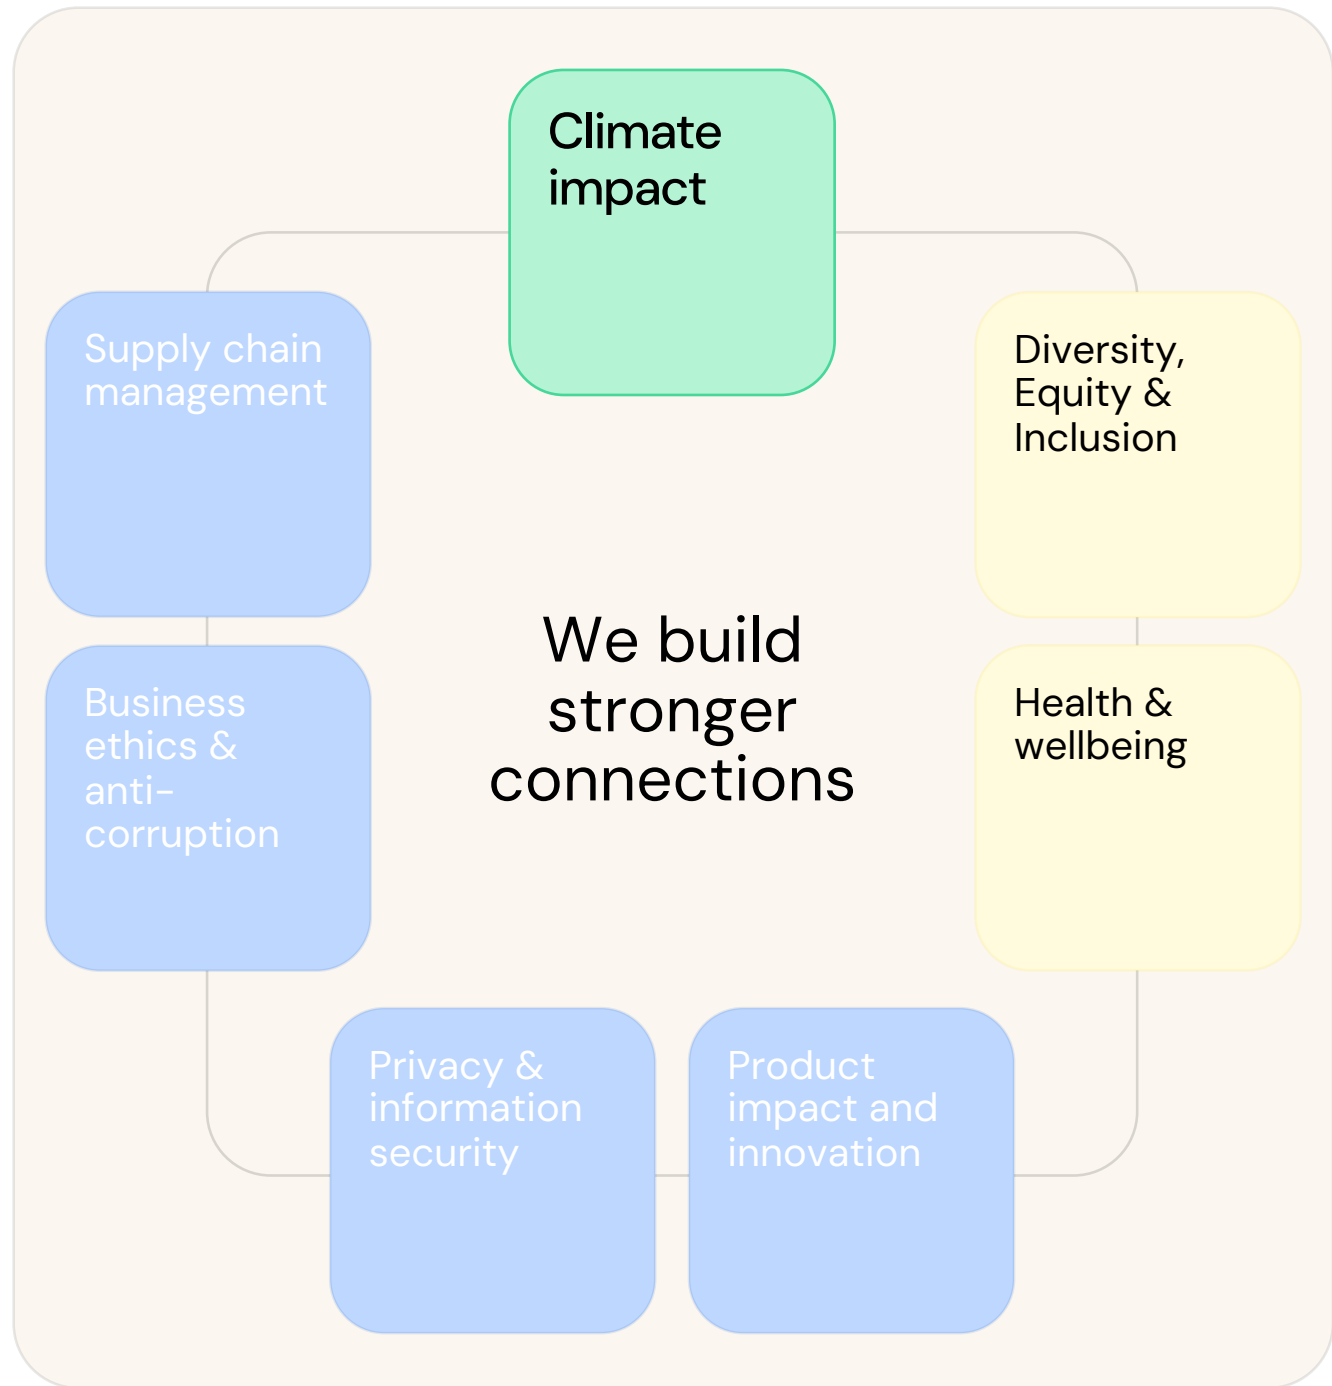 Climate
impact
Supply chain
management
Diversity,
Equity &
Inclusion
We build
stronger
connections
Business
ethics &
anti-
corruption
Health &
wellbeing
Privacy &
information
security
Product
impact and
innovation